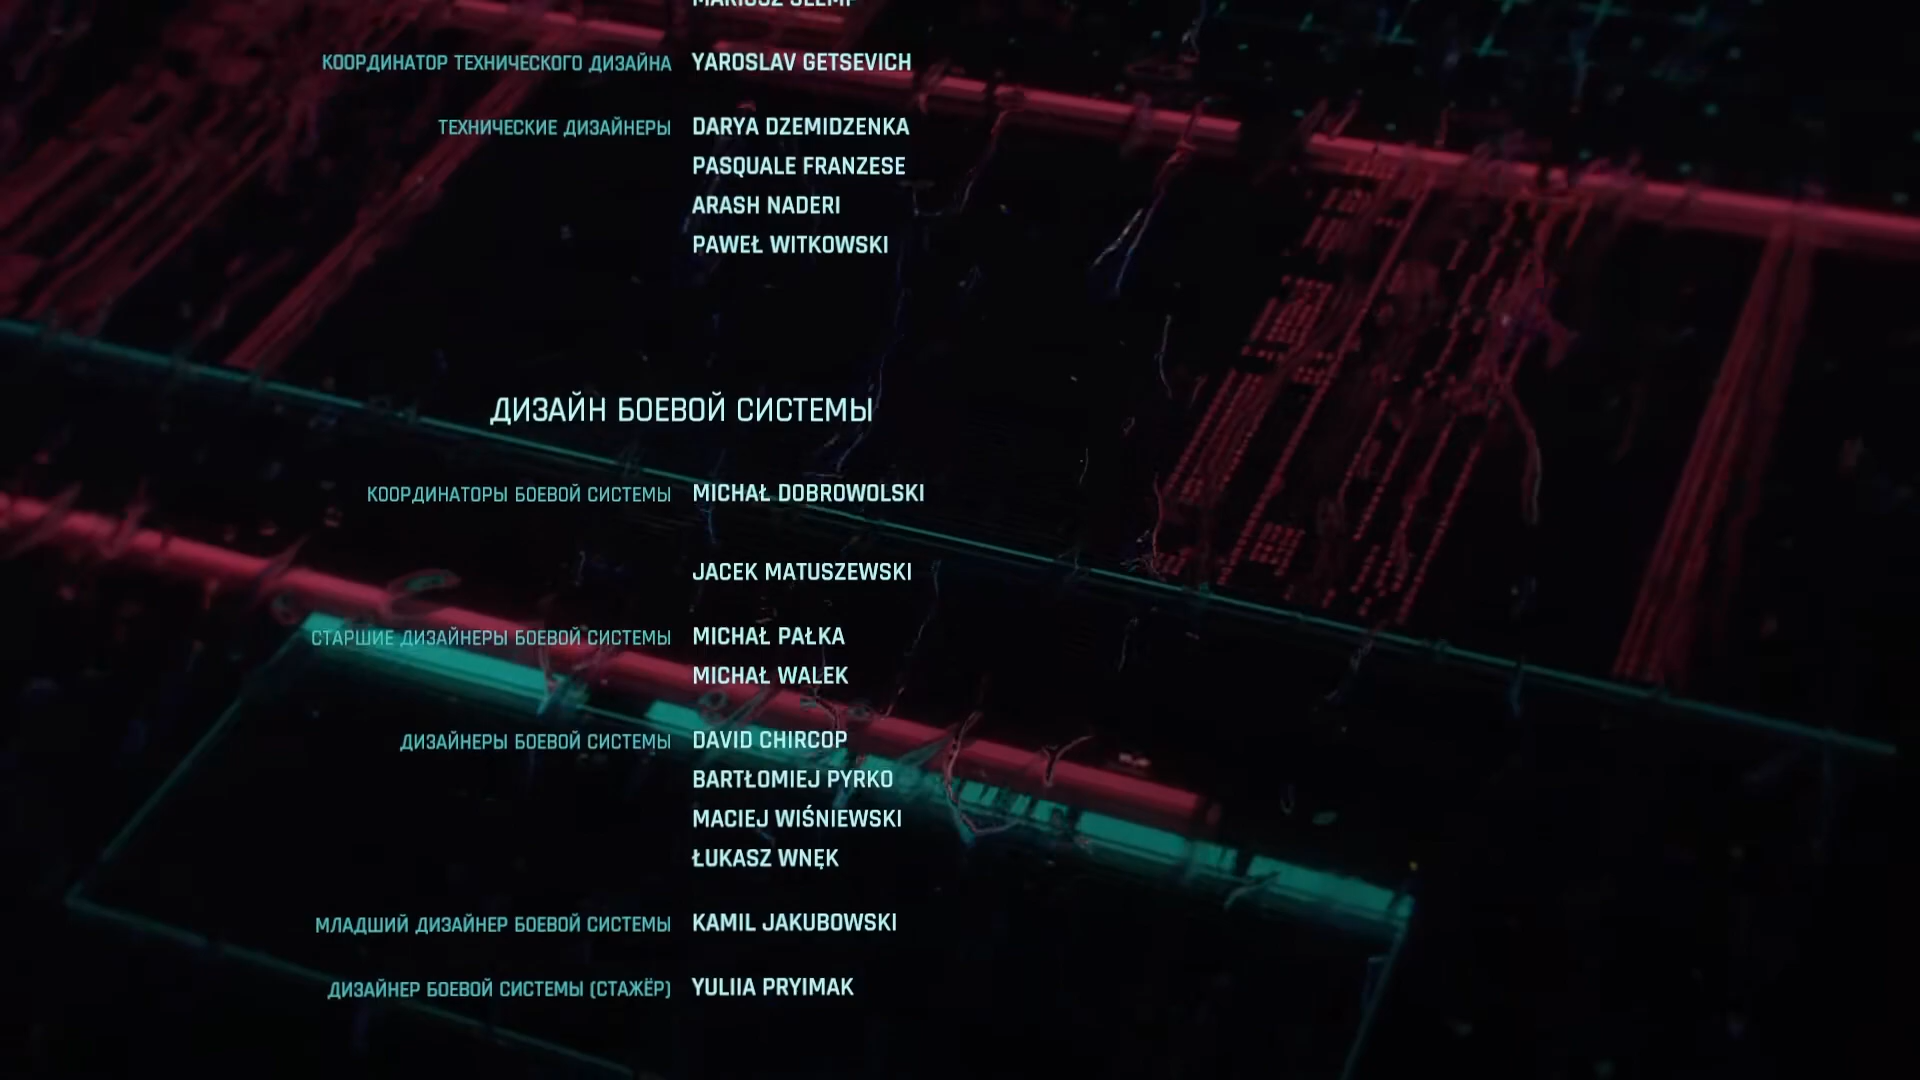 КООРДИНАТОР ТЕХНИЧЕСКОГО ДИЗАЙНА YAROSLAV GETSEVICH
ТЕХНИЧЕСКИЕ ДИЗАЙНЕРЫ DARYA DZEMIDZENKA
PASQUALE FRANZESE
ARASH NADERI
PAWEŁ WITKOWSKI
ДИЗАЙН БОЕВОЙ СИСТЕМЫ
КООРДИНАТОРЫ БОЕВОЙ СИСТЕМЫ MICHAŁ DOBROWOLSKI
JACEK MATUSZEWSKI
СТАРШИЕ ДИЗАЙНЕРЫ БОЕВОЙ СИСТЕМЫ MICHAŁ PAŁKA
MICHAŁ WALEK
ДИЗАЙНЕРЫ БОЕВОЙ СИСТЕМЫ DAVID CHIRCOP
BARTŁOMIEJ PYRKO
MACIEJ WIŚNIEWSKI
ŁUKASZ WNĘK
МЛАДШИЙ ДИЗАЙНЕР БОЕВОЙ СИСТЕМЫ KAMIL JAKUBOWSKI
ДИЗАЙНЕР БОЕВОЙ СИСТЕМЫ (СТАЖЁР) YULIIA PRYIMAK